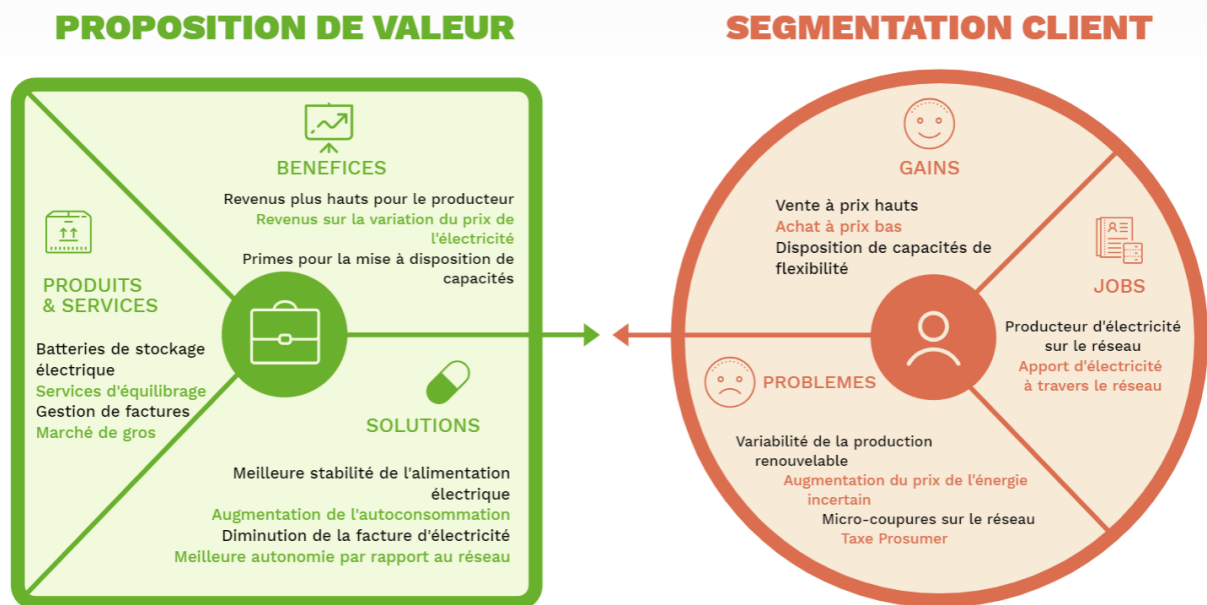 PROPOSITION DE VALEUR
BENEFICES
Revenus plus hauts pour le producteur
Revenus sur la variation du prix de
l'électricité
Primes pour la mise à disposition de
capacités
PRODUITS
& SERVICES
Batteries de stockage
électrique
Services d'équilibrage
Gestion de factures
Marché de gros
SOLUTIONS
Meilleure stabilité de l'alimentation
électrique
Augmentation de l'autoconsommation
Diminution de la facture d'électricité
Meilleure autonomie par rapport au réseau
SEGMENTATION CLIENT
GAINS
Vente à prix hauts
Achat à prix bas
Disposition de capacités de
flexibilité
JOBS
Producteur d'électricité
sur le réseau
Apport d'électricité
à travers le réseau
PROBLEMES
Variabilité de la production
renouvelable
Augmentation du prix de l'énergie
incertain
Micro-coupures sur le réseau
Taxe Prosumer